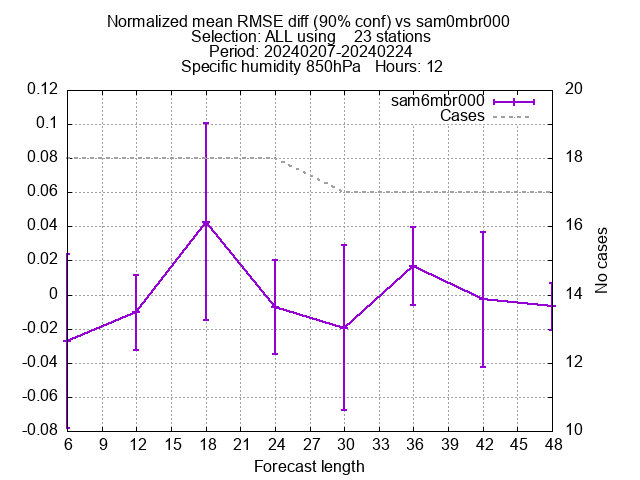 Normalized mean RMSE diff (90% conf) vs sam0mbr000
Selection: ALL using    23 stations
Period: 20240207-20240224
Specific humidity 850hPa   Hours: 12
sam6mbr000
Cases
0.12
0.1
0.08
0.06
0.04
0.02
0
-0.02
-0.04
-0.06
-0.08
20
18
16
14
12
10
No cases
6 9 12 15 18 21 24 27 30 33 36 39 42 45 48
Forecast length